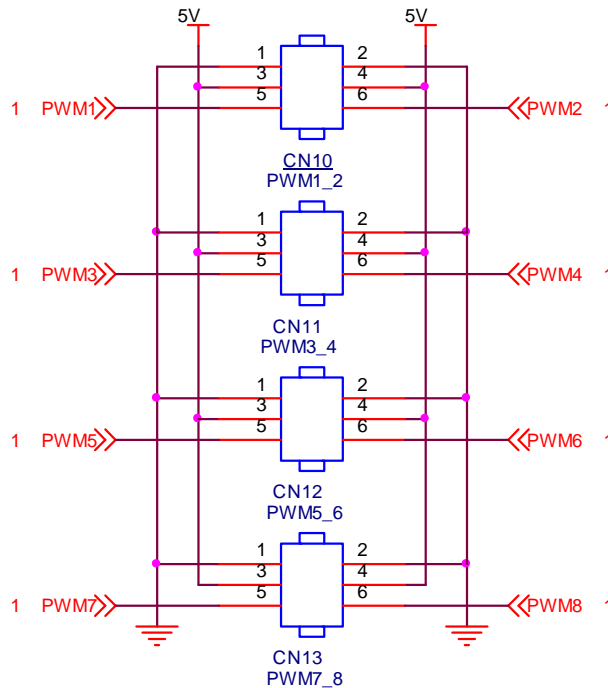 5V 5V
1 2
3 4
5 6
1 PWM1 PWM2 1
CN10
PWM1_2
1 2
3 4
5 6
1 PWM3 PWM4 1
CN11
PWM3_4
1 2
3 4
5 6
1 PWM5 PWM6 1
CN12
PWM5_6
1 2
3 4
5 6
1 PWM7 PWM8 1
CN13
PWM7_8